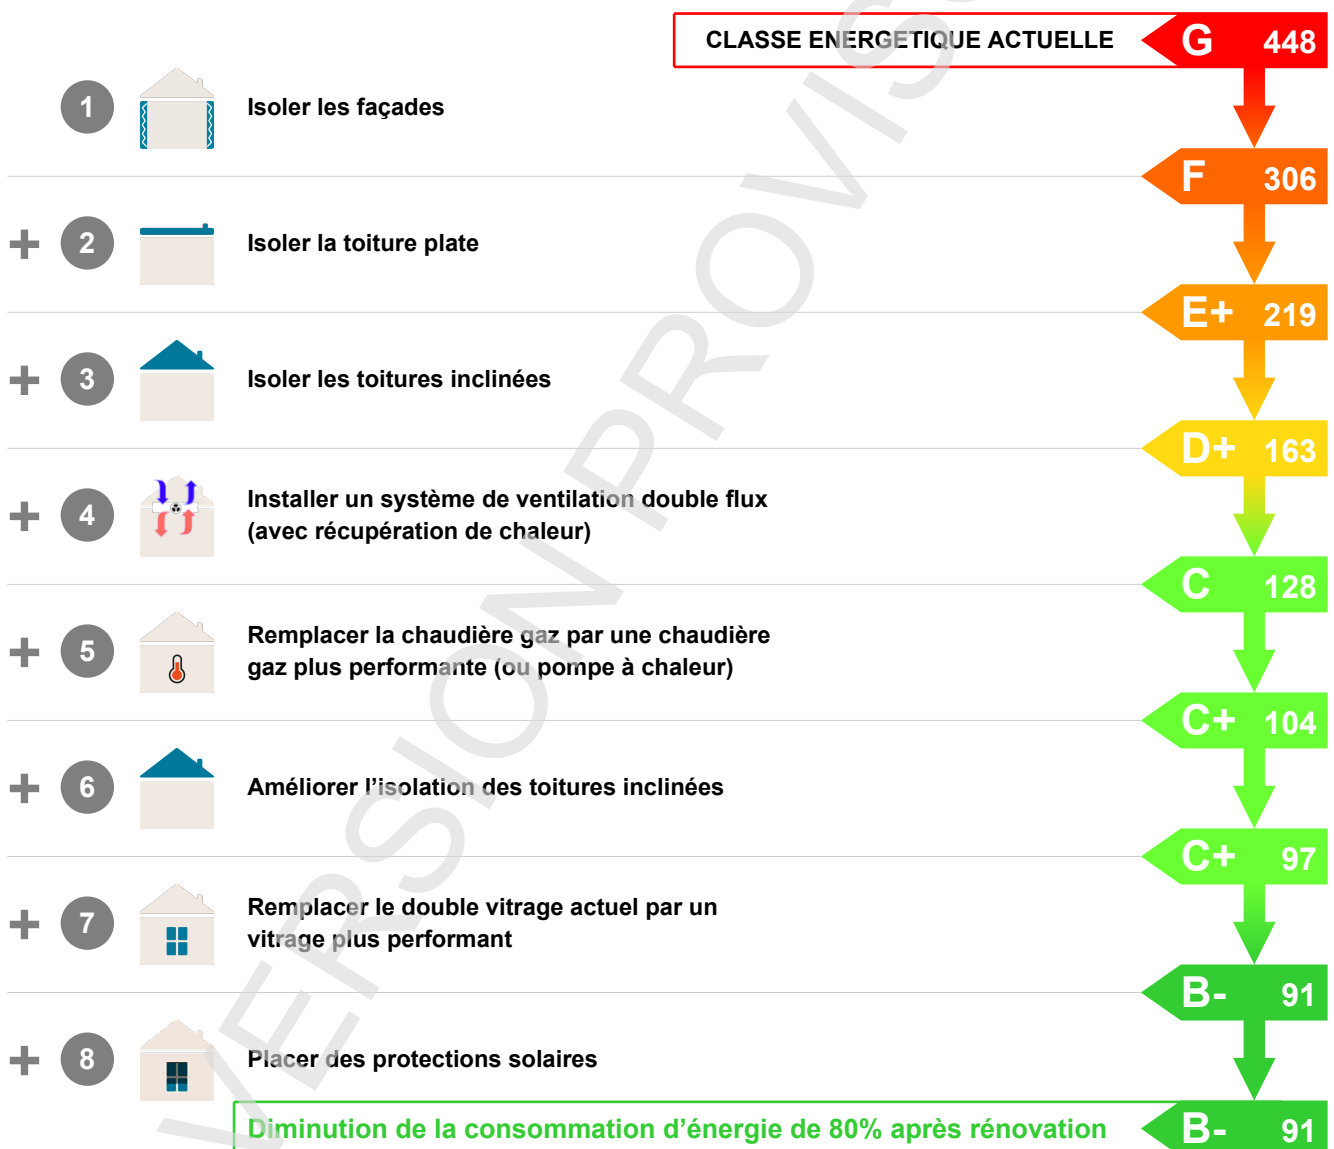 CLASSE ENERGETIQUE ACTUELLE G 448
1 Isoler les façades
F 306
+ 2 Isoler la toiture plate
E+ 219
+ 3 Isoler les toitures inclinées
D+ 163
+ 4 Installer un système de ventilation double flux
(avec récupération de chaleur)
C 128
+ 5 Remplacer la chaudière gaz par une chaudière
gaz plus performante (ou pompe à chaleur)
C+ 104
+ 6 Améliorer l’isolation des toitures inclinées
C+ 97
+ 7 Remplacer le double vitrage actuel par un
vitrage plus performant
B- 91
+ 8 Placer des protections solaires
Diminution de la consommation d’énergie de 80% après rénovation B- 91
VERSION PROVISO